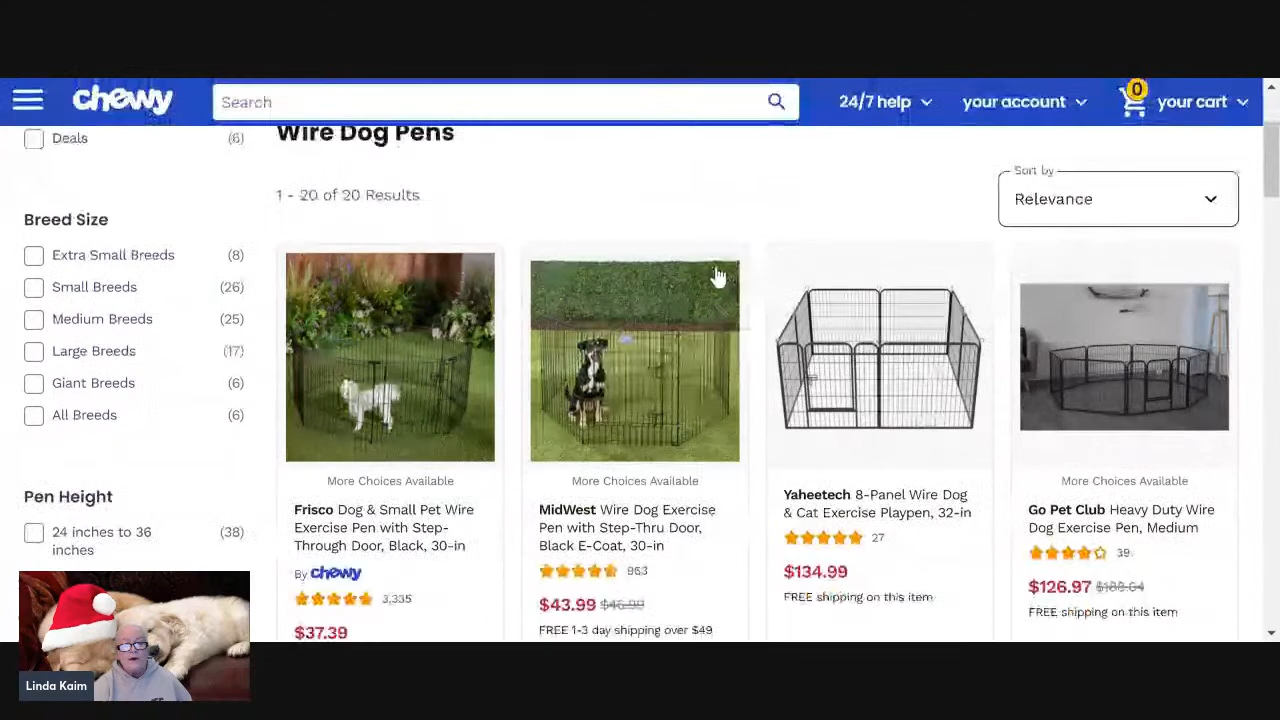 chewy
Search
24/7 help
your account
0
your cart
Deals
(6)
Wire Dog Pens
1 - 20 of 20 Results
Sort by
Relevance
Breed Size
Extra Small Breeds
(8)
Small Breeds
(26)
Medium Breeds
(25)
Large Breeds
(17)
Giant Breeds
(6)
All Breeds
(6)
Pen Height
24 inches to 36
inches
(38)
More Choices Available
Frisco Dog & Small Pet Wire
Exercise Pen with Step-
Through Door, Black, 30-in
By chewy
3,335
$37.39
More Choices Available
MidWest Wire Dog Exercise
Pen with Step-Thru Door,
Black E-Coat, 30-in
$43.99
FREE 1-3 day shipping over $49
Yaheetech 8-Panel Wire Dog
& Cat Exercise Playpen, 32-in
27
$134.99
FREE shipping on this item
More Choices Available
Go Pet Club Heavy Duty Wire
Dog Exercise Pen, Medium
39
$126.97
FREE shipping on this item
Linda Kaim